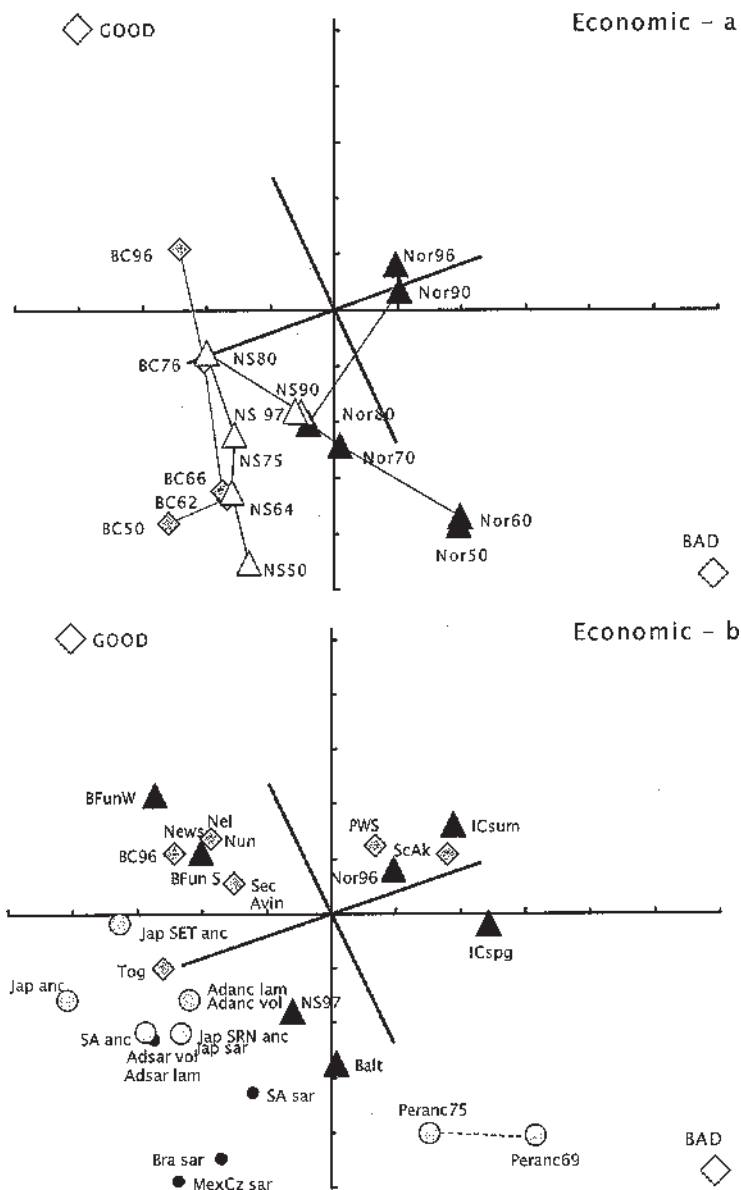 GOOD
Economic - a
BC96
Nor96
Nor90
BC76
NS80
NS90
NS 97
Nor80
Nor70
NS75
BC66
BC62
NS64
BC50
Nor60
Nor50
BAD
NS50
GOOD
Economic - b
BFunW
Nel
News
Nun
PWS
ICsum
BC96
ScAk
BFun S
Nor96
Sec
Avin
Jap SET anc
ICspg
Tog
Jap anc
Adanc lam
Adanc vol
NS97
SA anc
Jap SRN anc
Jap sar
Adsar vol
Adsar lam
Balt
SA sar
Peranc75
BAD
Bra sar
Peranc69
MexCz sar